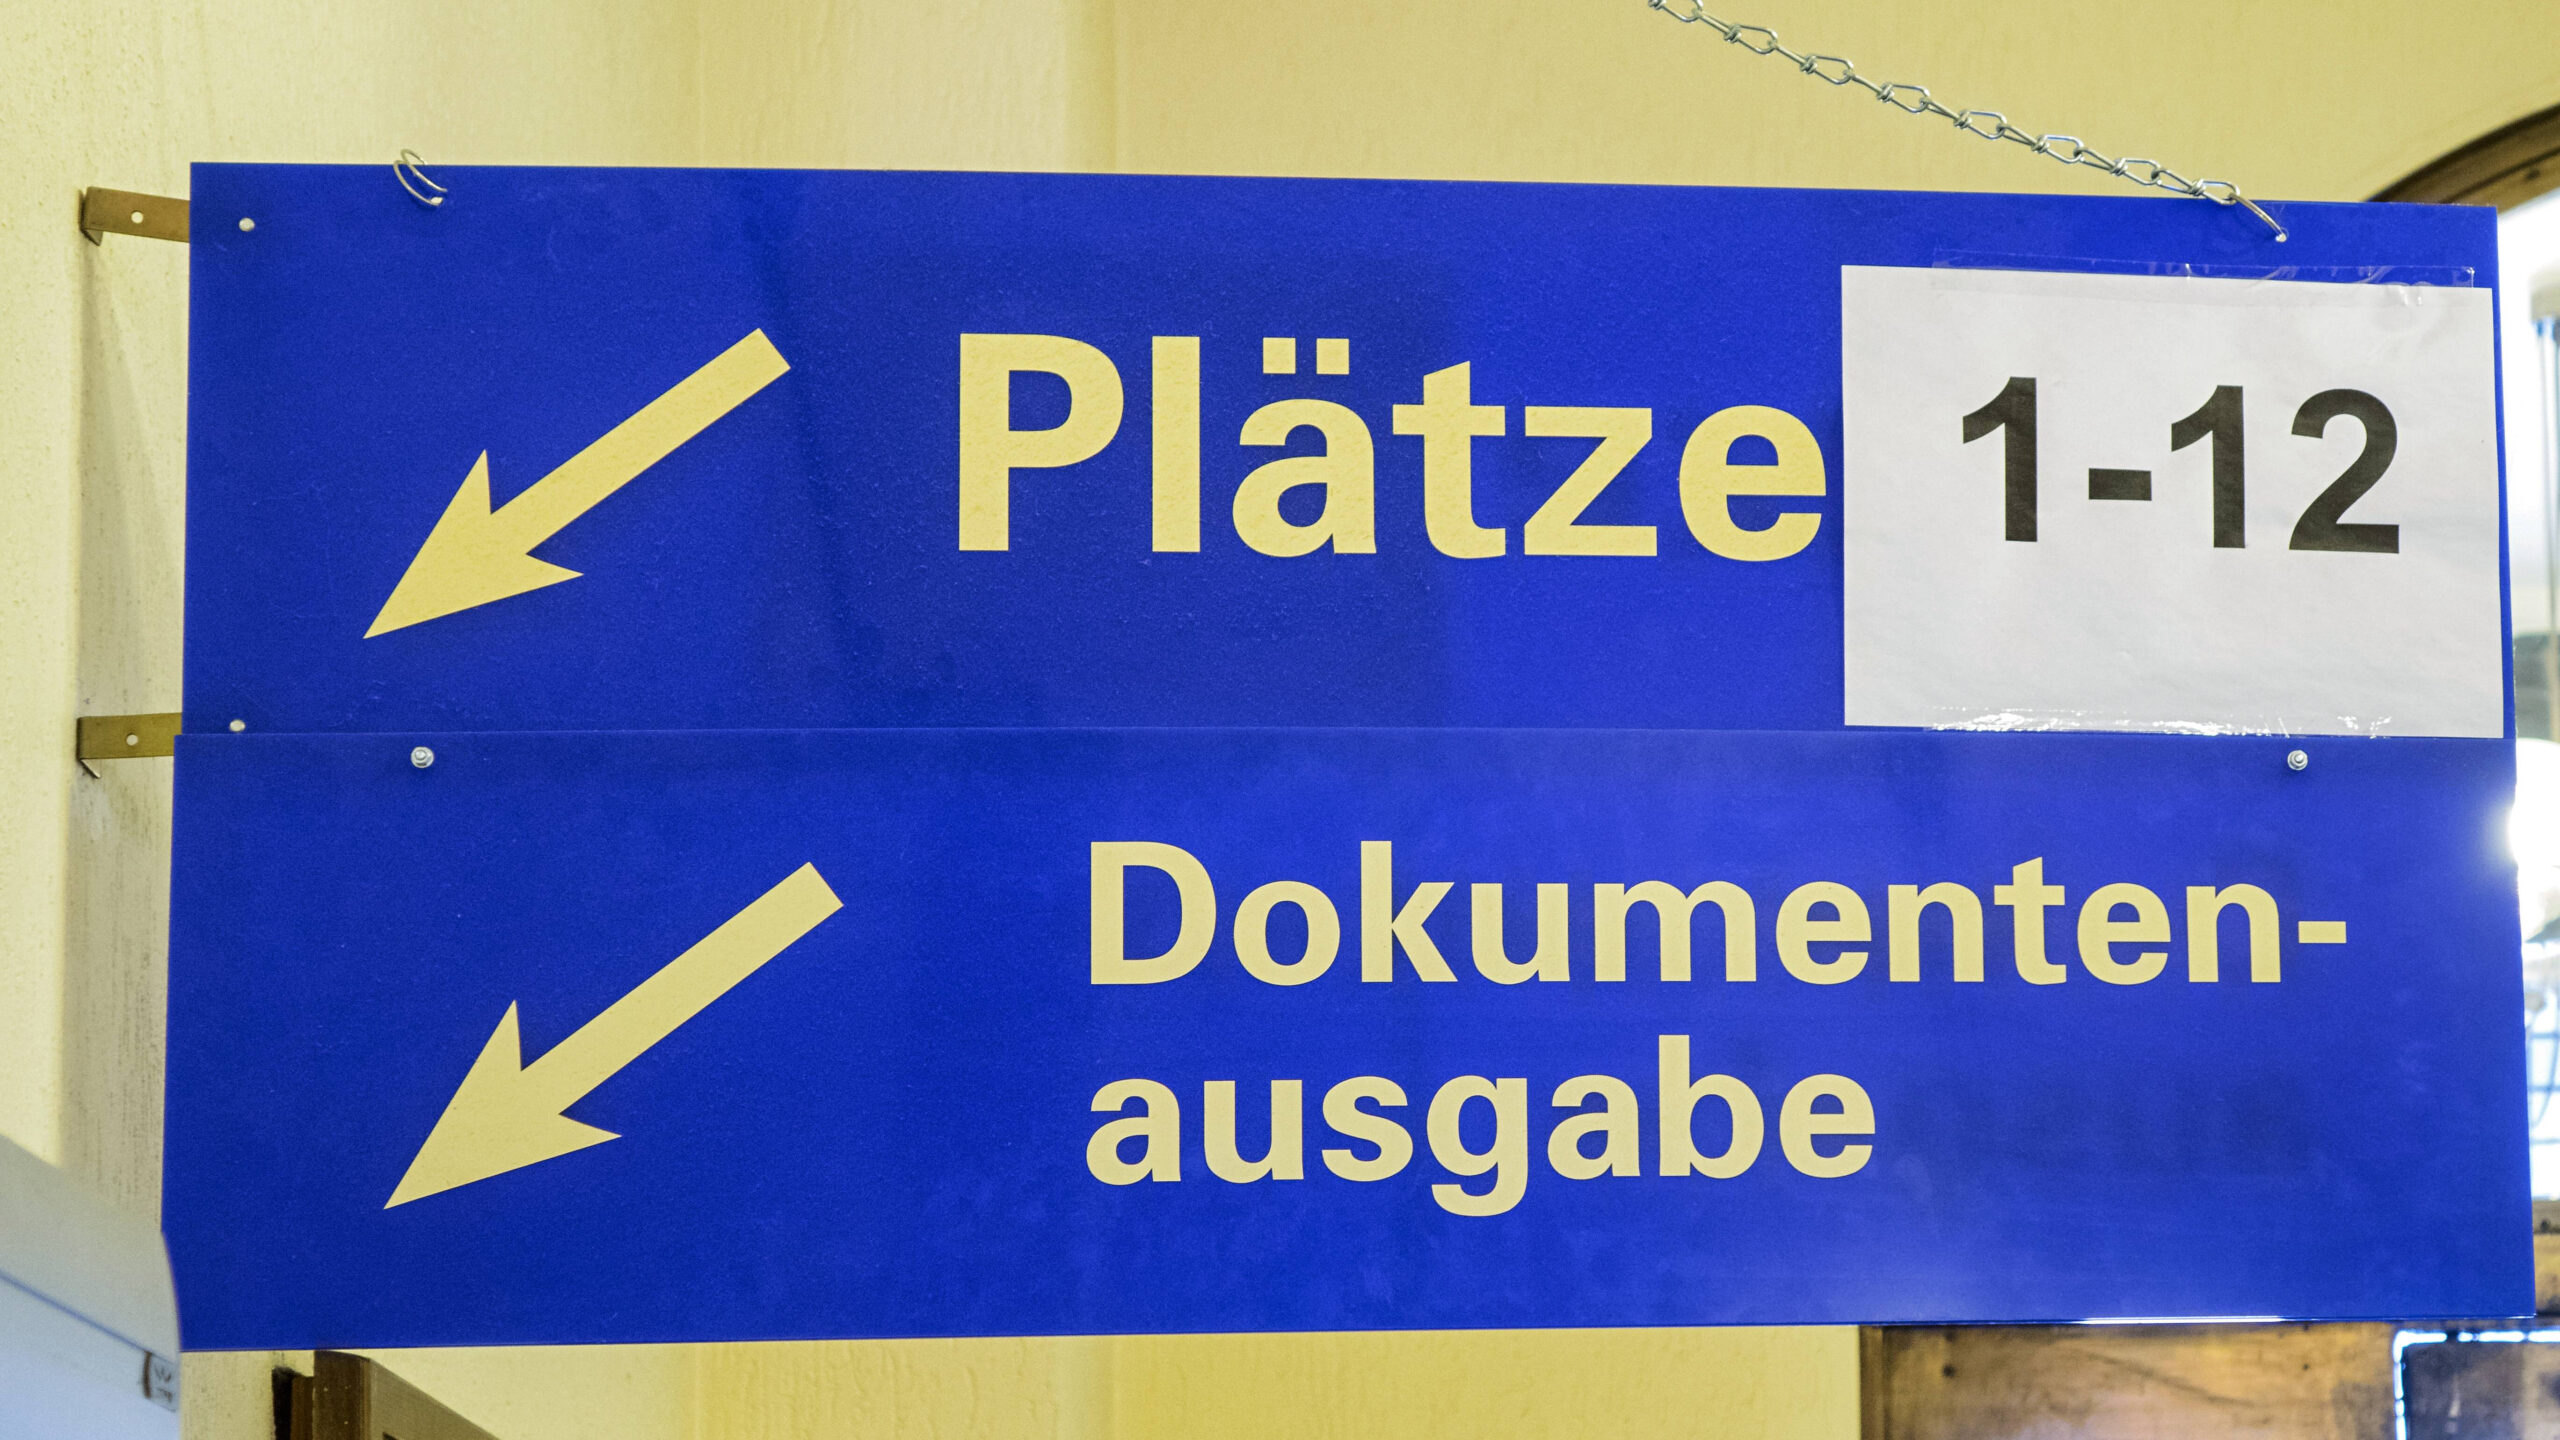 Plätze 1-12
Dokumenten-
ausgabe